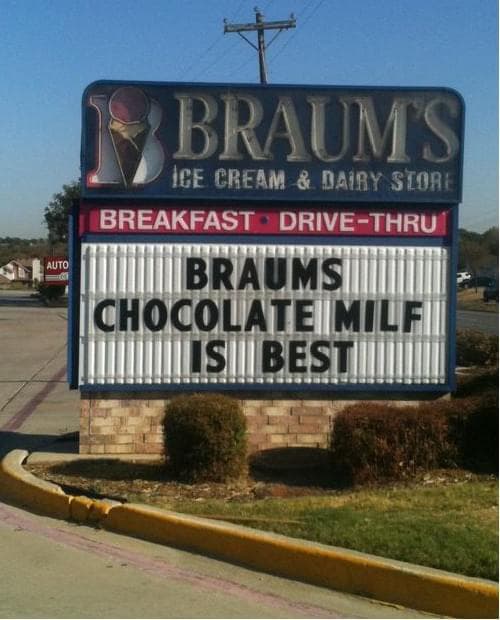 BRAUM'S
ICE CREAM & DAIRY STORE
BREAKFAST • DRIVE-THRU
AUTO
BRAUMS
CHOCOLATE MILF
IS BEST